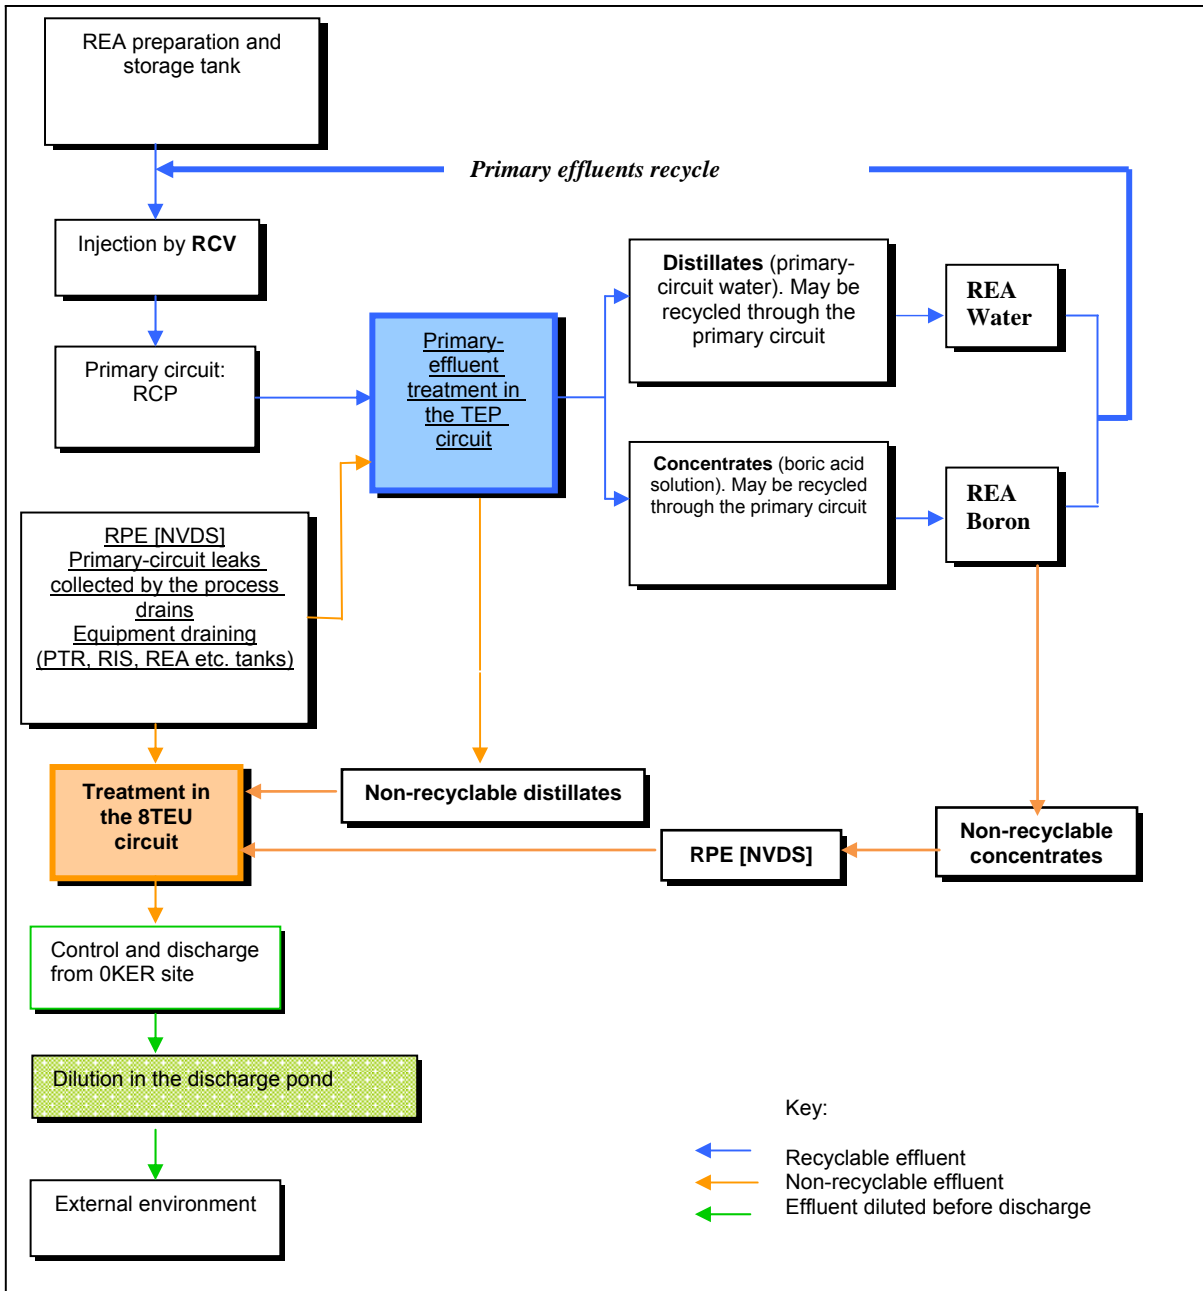 REA preparation and
storage tank
Primary effluents recycle
Injection by RCV
Distillates (primary-
circuit water). May be
recycled through the
primary circuit
REA
Water
Primary-
effluent
treatment in
the TEP
circuit
Primary circuit:
RCP
Concentrates (boric acid
solution). May be recycled
through the primary circuit
REA
Boron
RPE [NVDS]
Primary-circuit leaks
collected by the process
drains
Equipment draining
(PTR, RIS, REA etc. tanks)
Treatment in
the 8TEU
circuit
Non-recyclable distillates
RPE [NVDS]
Non-recyclable
concentrates
Control and discharge
from 0KER site
Dilution in the discharge pond
External environment
Key:
Recyclable effluent
Non-recyclable effluent
Effluent diluted before discharge